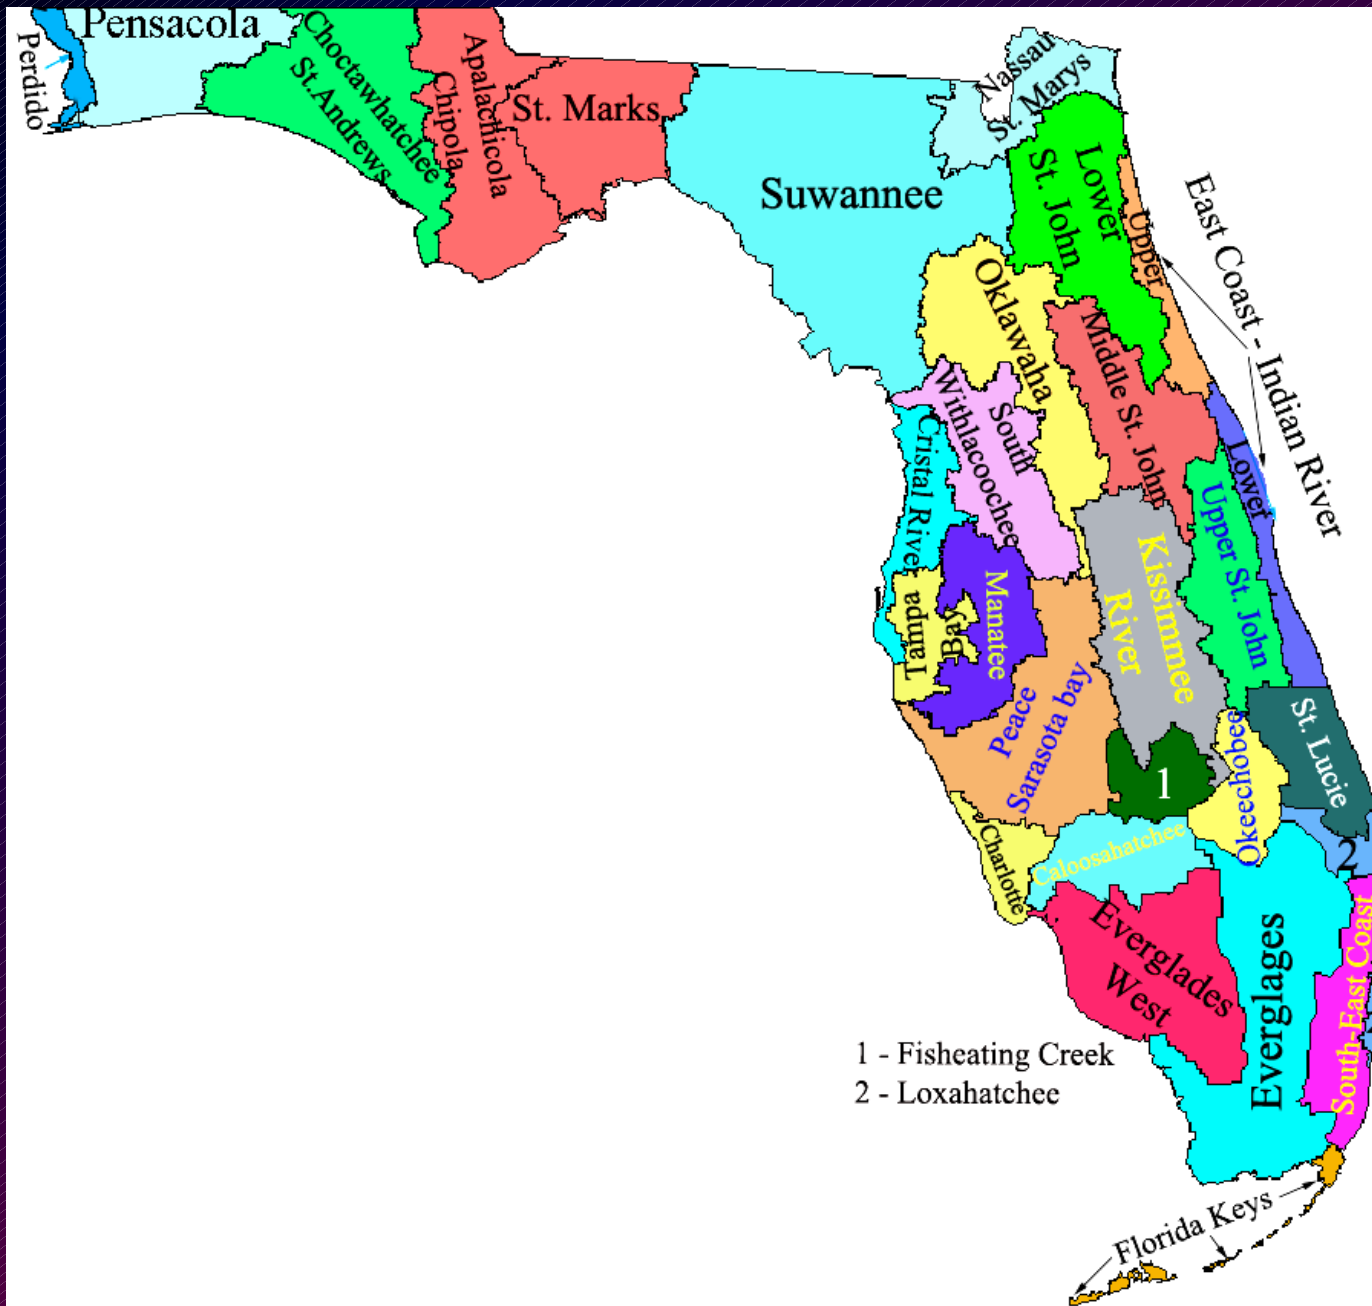 Pensacola
Perdido
Choctawhatchee
St.Andrews
Apalachicola
Chipola
St. Marks
Suwannee
Nassau
St. Marys
Lower
St. John
Upper
East Coast - Indian River
Oklawaha
Middle St. John
South
Withlacoochee
Cristal River
Lower
Upper St. John
Kissimmee
River
Manatee
Tampa
Bay
Peace
Sarasota bay
1
Okeechobee
St. Lucie
2
Charlotte
Caloosahatchee
Everglades
West
Everglages
South-East Coast
1 - Fisheating Creek
2 - Loxahatchee
Florida Keys